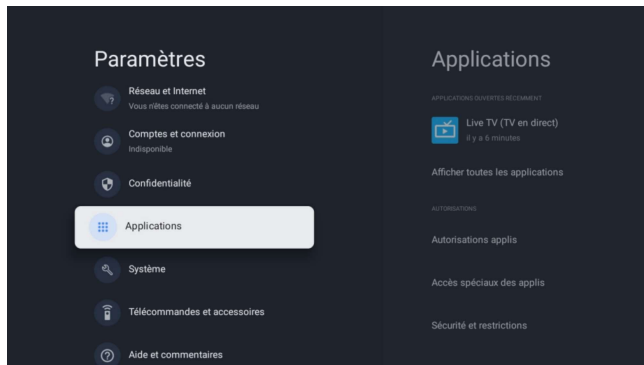 Paramètres
Réseau et Internet
Vous n'êtes connecté à aucun réseau
Comptes et connexion
Indisponible
Confidentialité
Applications
Système
Télécommandes et accessoires
Aide et commentaires
Applications
APPLICATIONS OUVERTES RÉCEMMENT
Live TV (TV en direct)
il y a 6 minutes
Afficher toutes les applications
AUTORISATIONS
Autorisations applis
Accès spéciaux des applis
Sécurité et restrictions